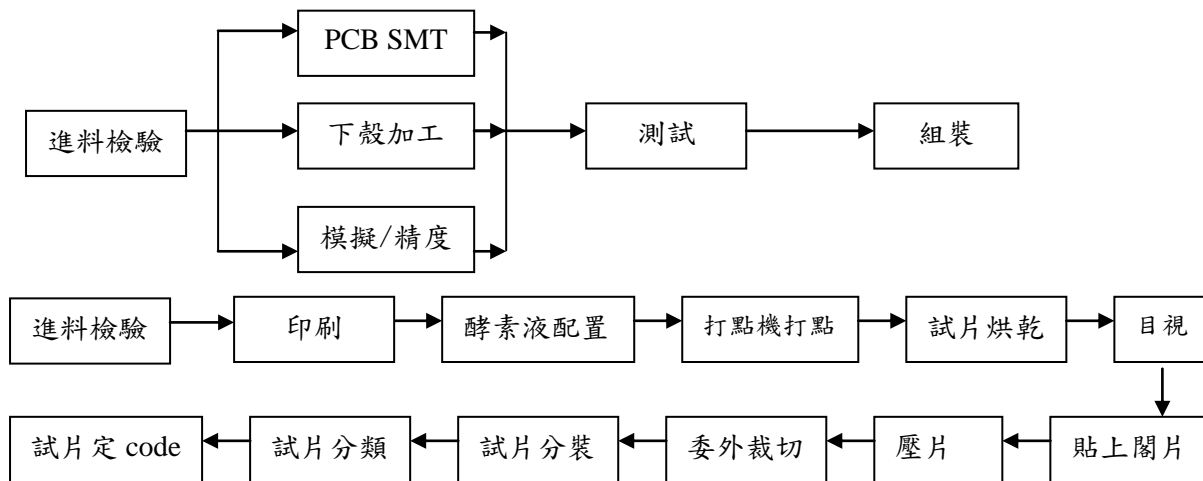 PCB SMT
進料檢驗
下殼加工
測試
組裝
模擬/精度
進料檢驗
印刷
酵素液配置
打點機打點
試片烘乾
目視
試片定 code
試片分類
試片分裝
委外裁切
壓片
貼上閣片